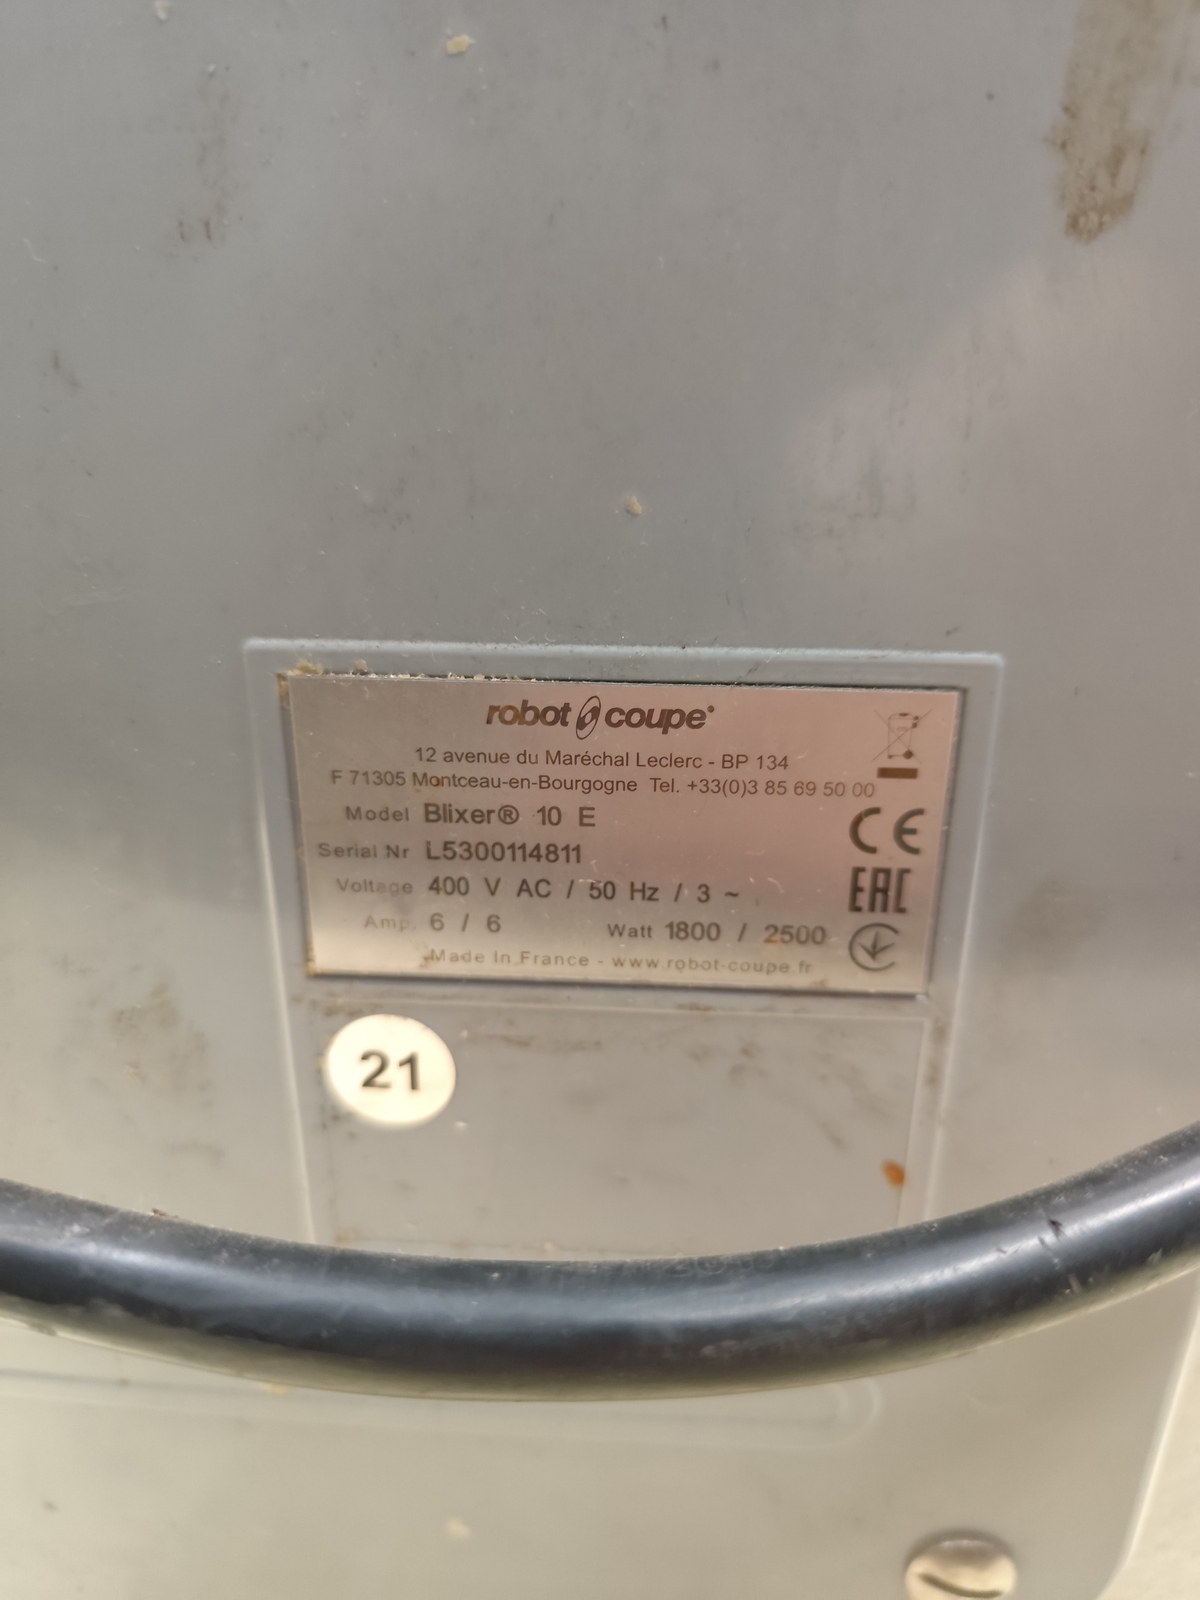 robot coupe®
12 avenue du Maréchal Leclerc - BP 134
F 71305 Montceau-en-Bourgogne Tel. +33(0)3 85 69 50 00
Model Blixer® 10 E
Serial Nr L5300114811
Voltage 400 V AC / 50 Hz / 3 ~
Amp. 6 / 6 Watt 1800 / 2500
Made In France - www.robot-coupe.fr
CE
EAC
21